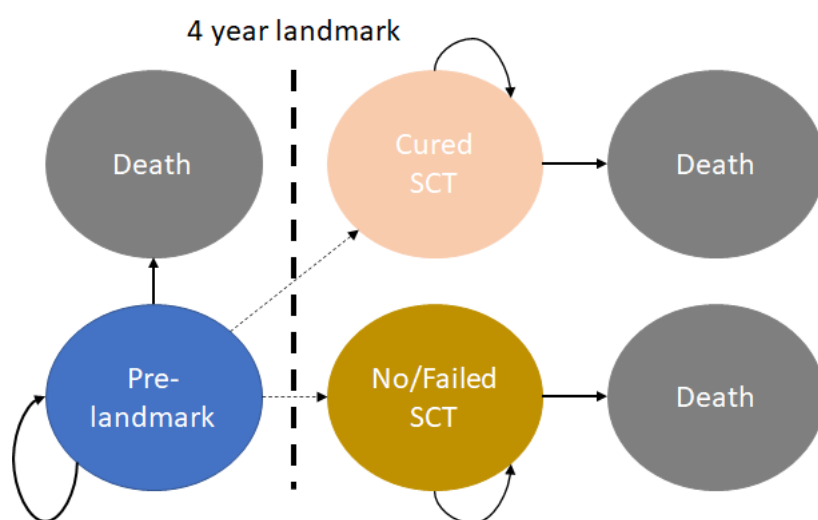 4 year landmark
Death
Cured
SCT
Death
Pre-
landmark
No/Failed
SCT
Death